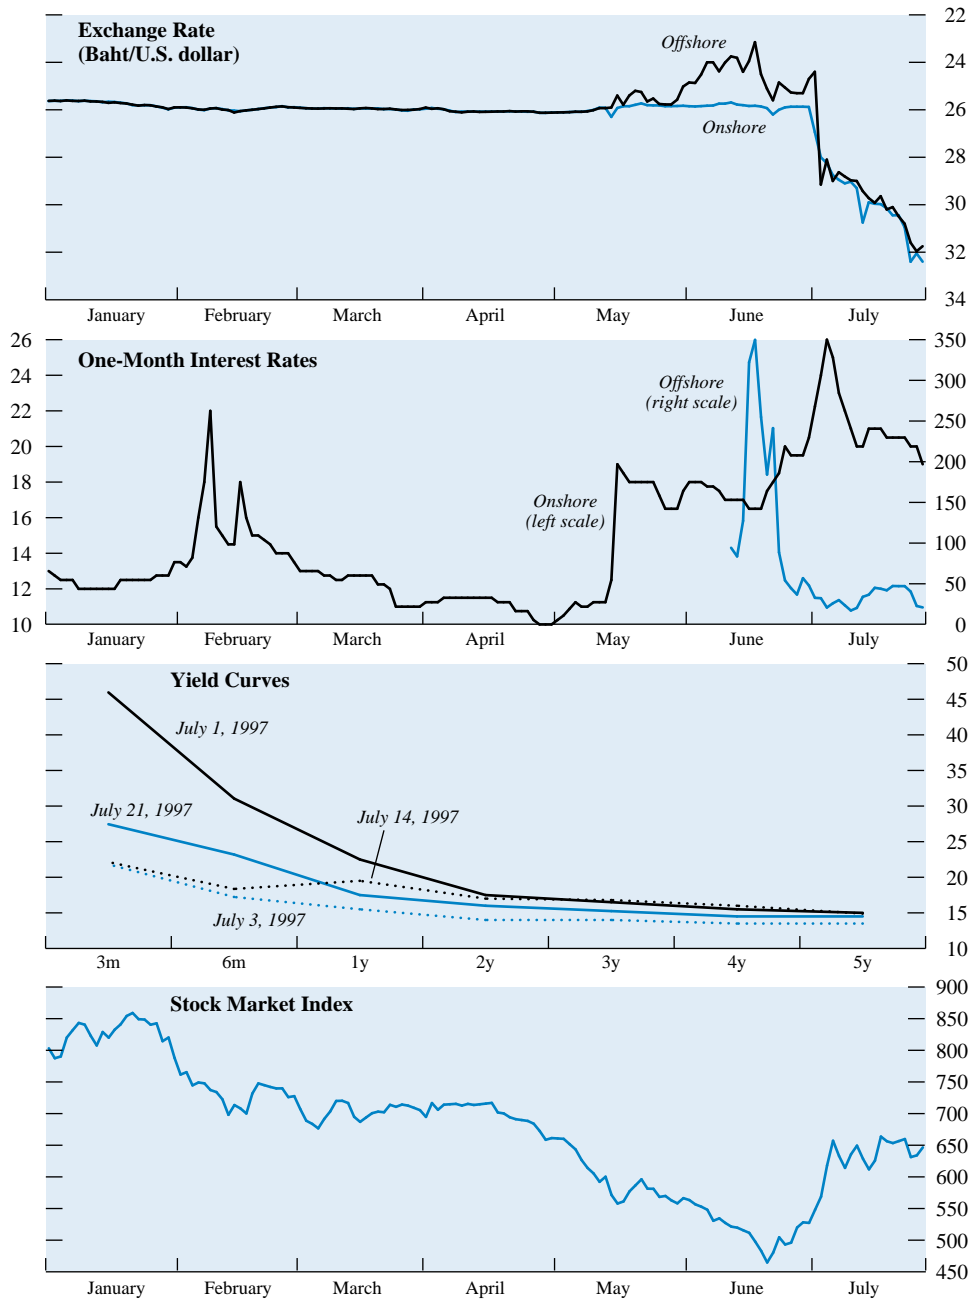 Exchange Rate
(Baht/U.S. dollar)
Offshore
Onshore
22
24
26
28
30
32
34
January February March April May June July
One-Month Interest Rates
Offshore
(right scale)
Onshore
(left scale)
26
24
22
20
18
16
14
12
10
350
300
250
200
150
100
50
0
January February March April May June July
Yield Curves
July 1, 1997
July 21, 1997
July 14, 1997
July 3, 1997
50
45
40
35
30
25
20
15
10
3m 6m 1y 2y 3y 4y 5y
Stock Market Index
900
850
800
750
700
650
600
550
500
450
January February March April May June July